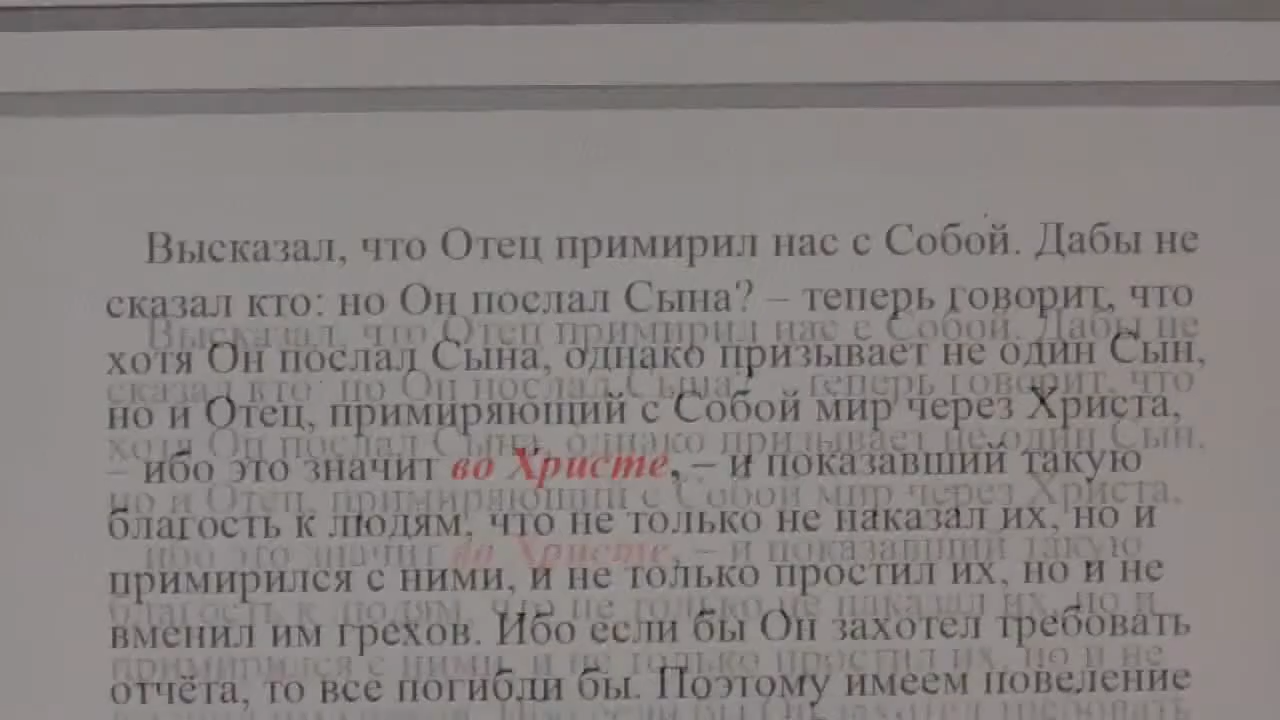 Высказал, что Отец примирил нас с Собой. Дабы не
сказал кто: но Он послал Сына? – теперь говорит, что
хотя Он послал Сына, однако призывает не один Сын,
но и Отец, примиряющий с Собой мир через Христа,
– ибо это значит во Христе, – и показавший такую
благость к людям, что не только не наказал их, но и
примирился с ними, и не только простил их, но и не
вменил им грехов. Ибо если бы Он захотел требовать
отчёта, то все погибли бы. Поэтому имеем повеление